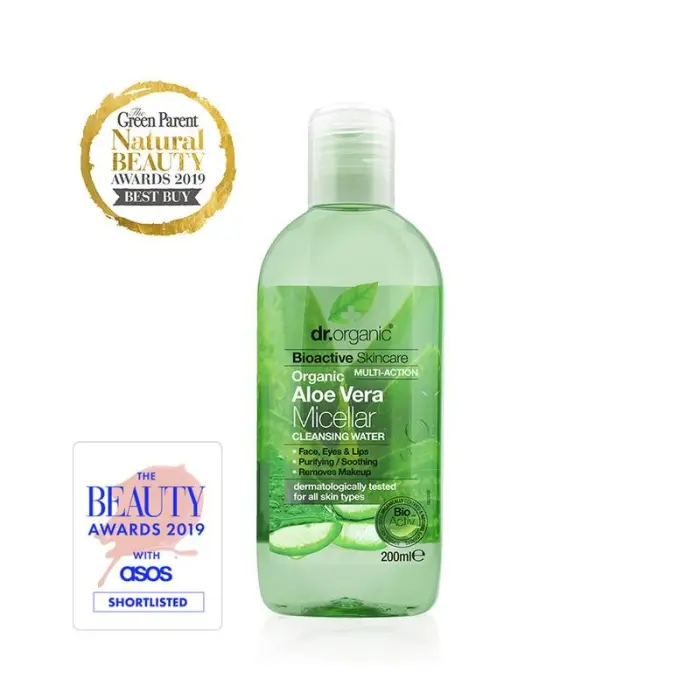 The
Green Parent
Natural
BEAUTY
AWARDS 2019
BEST BUY
dr.organic®
Bioactive Skincare
MULTI-ACTION
Organic
Aloe Vera
Micellar
CLEANSING WATER
• Face, Eyes & Lips
• Purifying / Soothing
• Removes Makeup
dermatologically tested
for all skin types
Bio
Activ
200ml℮
THE
BEAUTY
AWARDS 2019
WITH
asos
SHORTLISTED